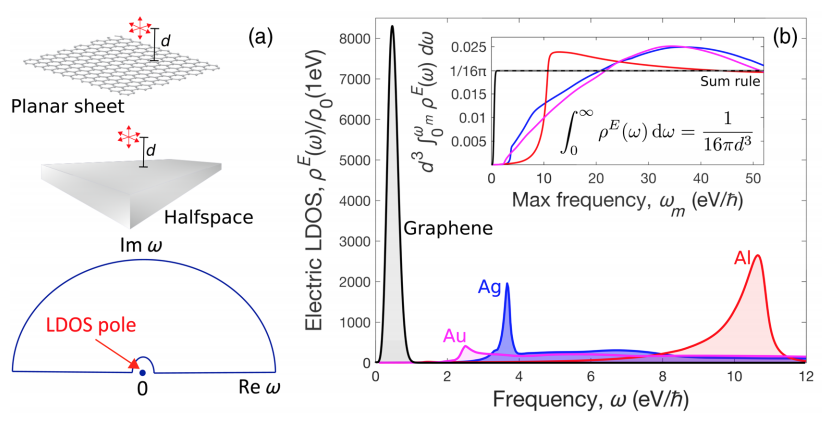 (a)
d
Planar sheet
d
Halfspace
Im ω
LDOS pole
0
Re ω
(b)
Electric LDOS, ρ^E(ω)/ρ_0(1eV)
8000
7000
6000
5000
4000
3000
2000
1000
0
Graphene
Au
Ag
Al
0 2 4 6 8 10 12
Frequency, ω (eV/ħ)
d^3 ∫_0^{ω_m} ρ^E(ω) dω
0.025
1/16π
0.015
0.01
0.005
Sum rule
∫_0^∞ ρ^E(ω) dω = 1/(16πd^3)
0 10 20 30 40 50
Max frequency, ω_m (eV/ħ)